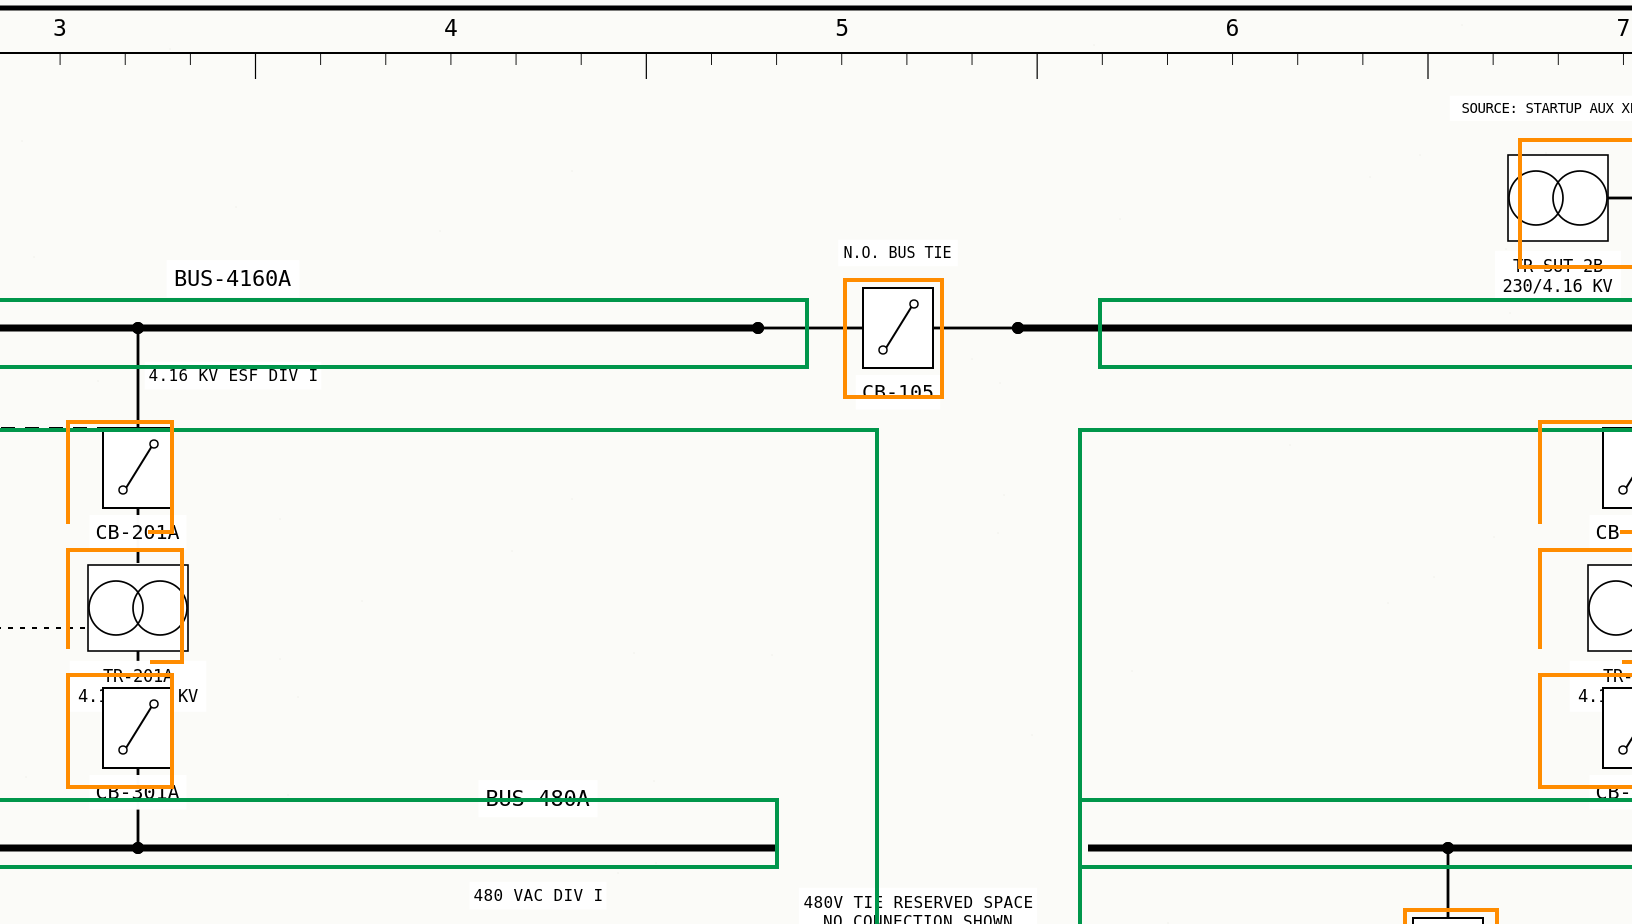 3 4 5 6 7
SOURCE: STARTUP AUX
N.O. BUS TIE
TR-SUT-2B
230/4.16 KV
BUS-4160A
4.16 KV ESF DIV I
CB-105
CB-201A
CB
TR-201A
KV
TR-
CB-301A
CB-
BUS-480A
480 VAC DIV I
480V TIE RESERVED SPACE
NO CONNECTION SHOWN